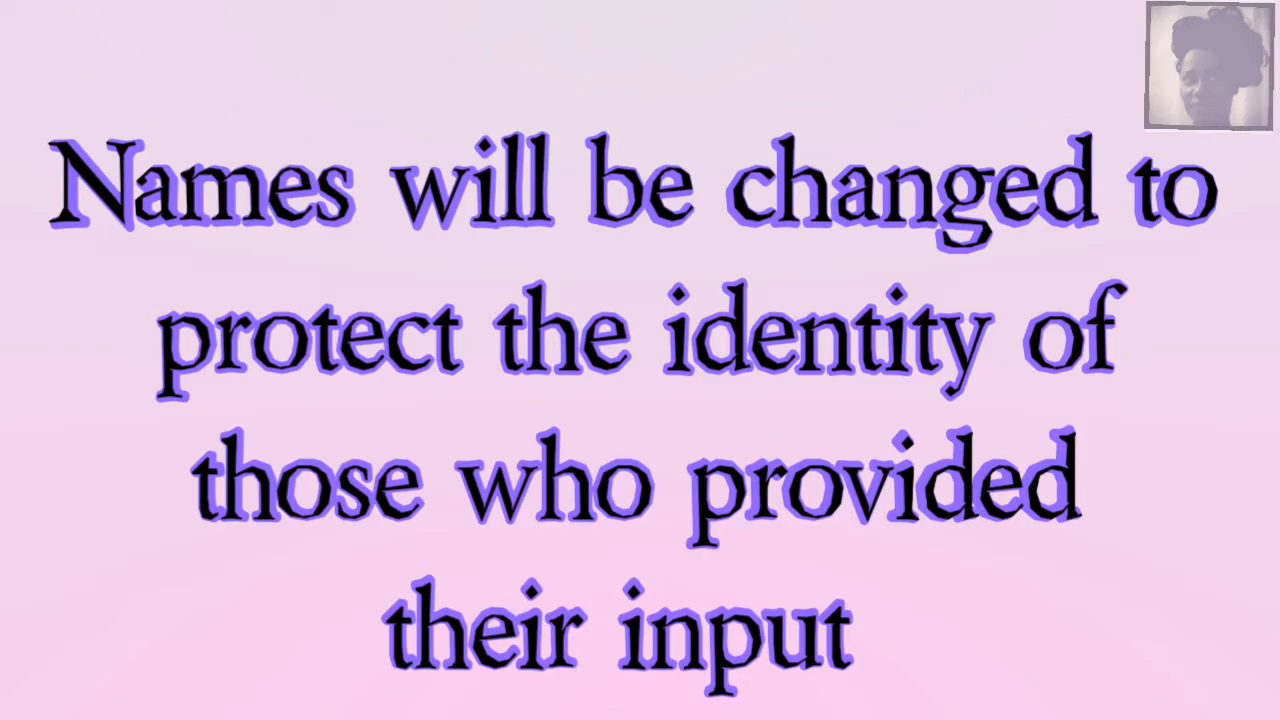 Names will be changed to
protect the identity of
those who provided
their input